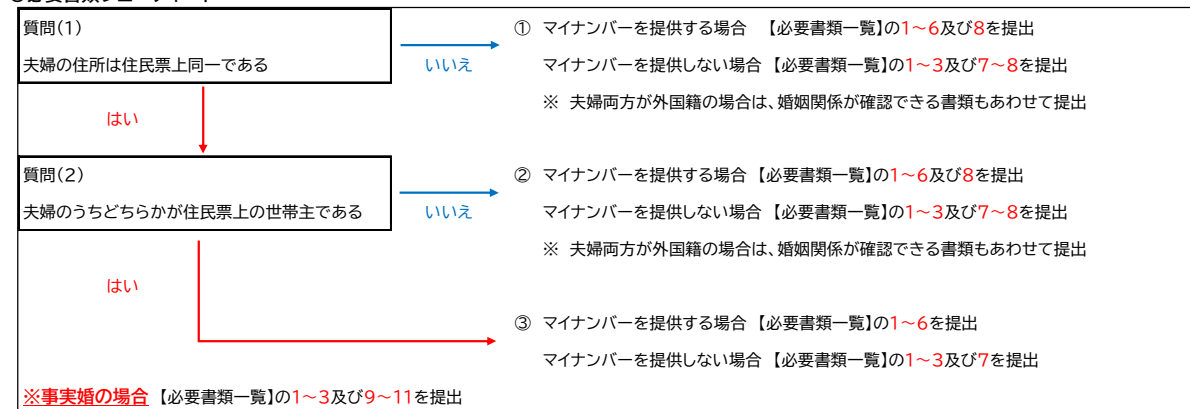 質問(1)
夫婦の住所は住民票上同一である
いいえ
はい
① マイナンバーを提供する場合 【必要書類一覧】の1~6及び8を提出
マイナンバーを提供しない場合 【必要書類一覧】の1~3及び7~8を提出
※ 夫婦両方が外国籍の場合は、婚姻関係が確認できる書類もあわせて提出
質問(2)
夫婦のうちどちらかが住民票上の世帯主である
いいえ
はい
② マイナンバーを提供する場合 【必要書類一覧】の1~6及び8を提出
マイナンバーを提供しない場合 【必要書類一覧】の1~3及び7~8を提出
※ 夫婦両方が外国籍の場合は、婚姻関係が確認できる書類もあわせて提出
③ マイナンバーを提供する場合 【必要書類一覧】の1~6を提出
マイナンバーを提供しない場合 【必要書類一覧】の1~3及び7を提出
※事実婚の場合 【必要書類一覧】の1~3及び9~11を提出